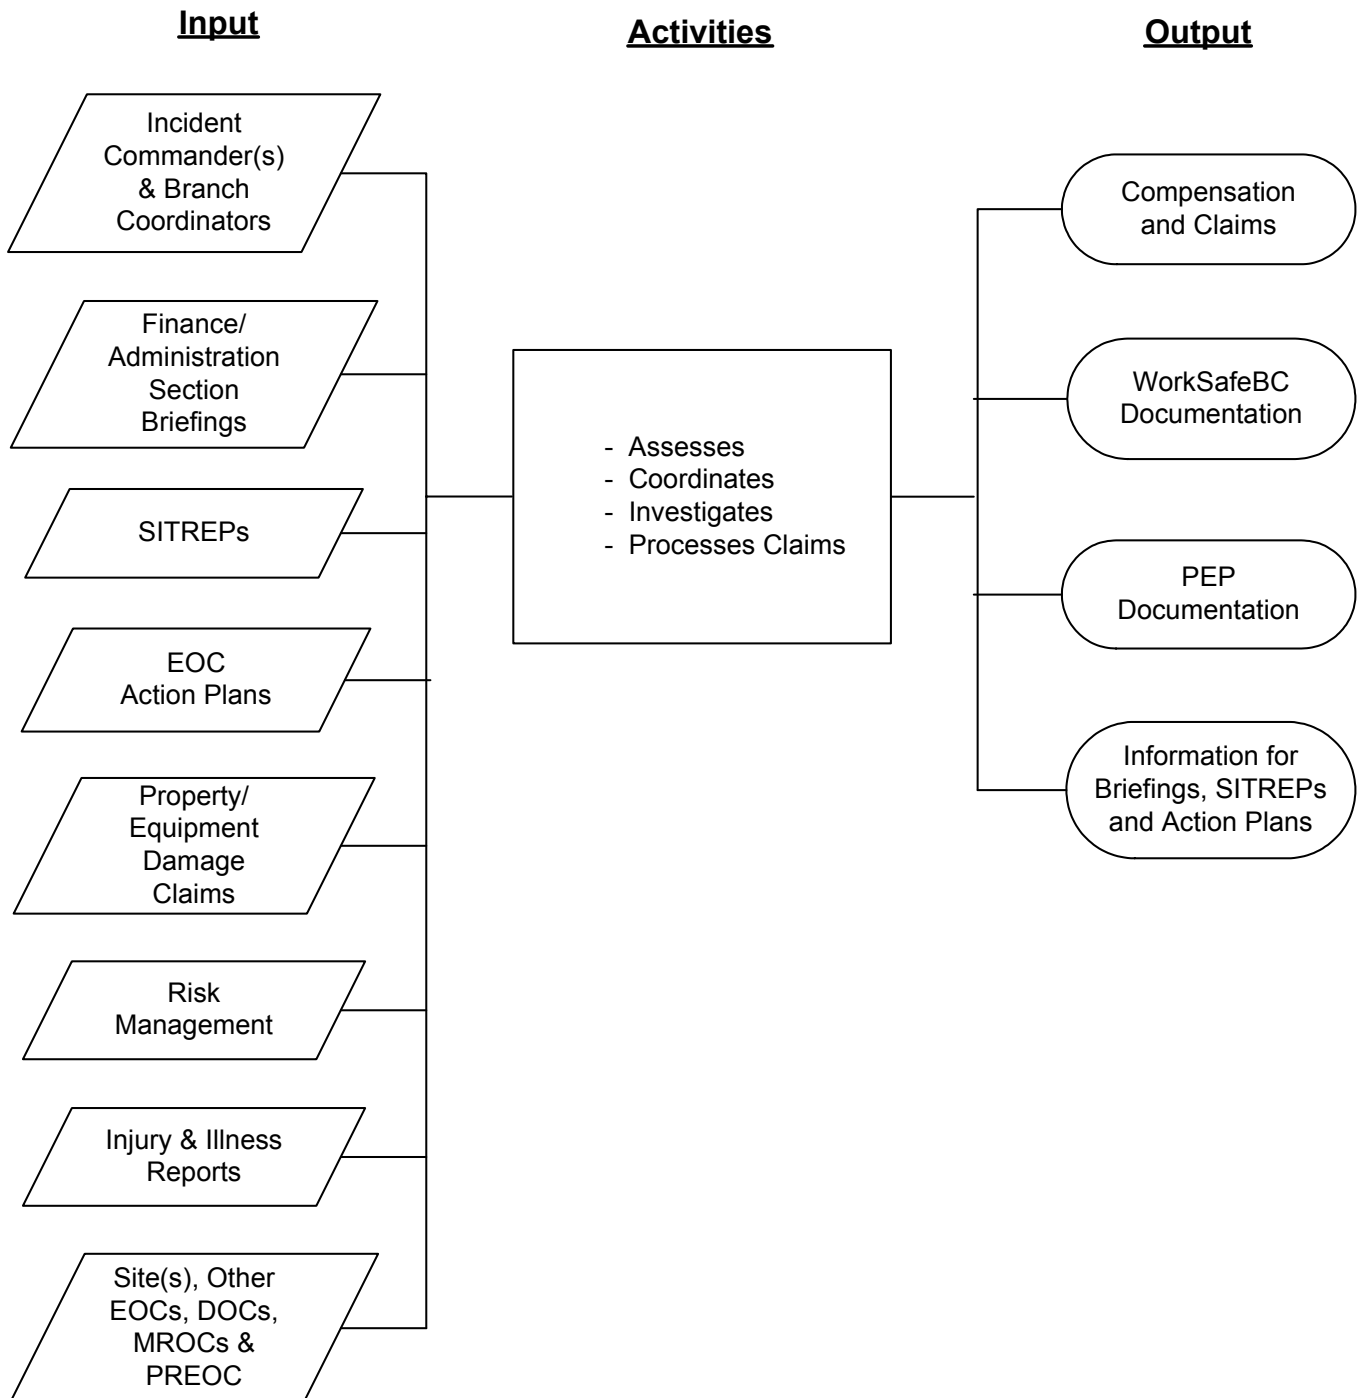 Input
Activities
Output
Incident
Commander(s)
& Branch
Coordinators
Finance/
Administration
Section
Briefings
SITREPs
EOC
Action Plans
Property/
Equipment
Damage
Claims
Risk
Management
Injury & Illness
Reports
Site(s), Other
EOCs, DOCs,
MROCs &
PREOC
- Assesses
- Coordinates
- Investigates
- Processes Claims
Compensation
and Claims
WorkSafeBC
Documentation
PEP
Documentation
Information for
Briefings, SITREPs
and Action Plans